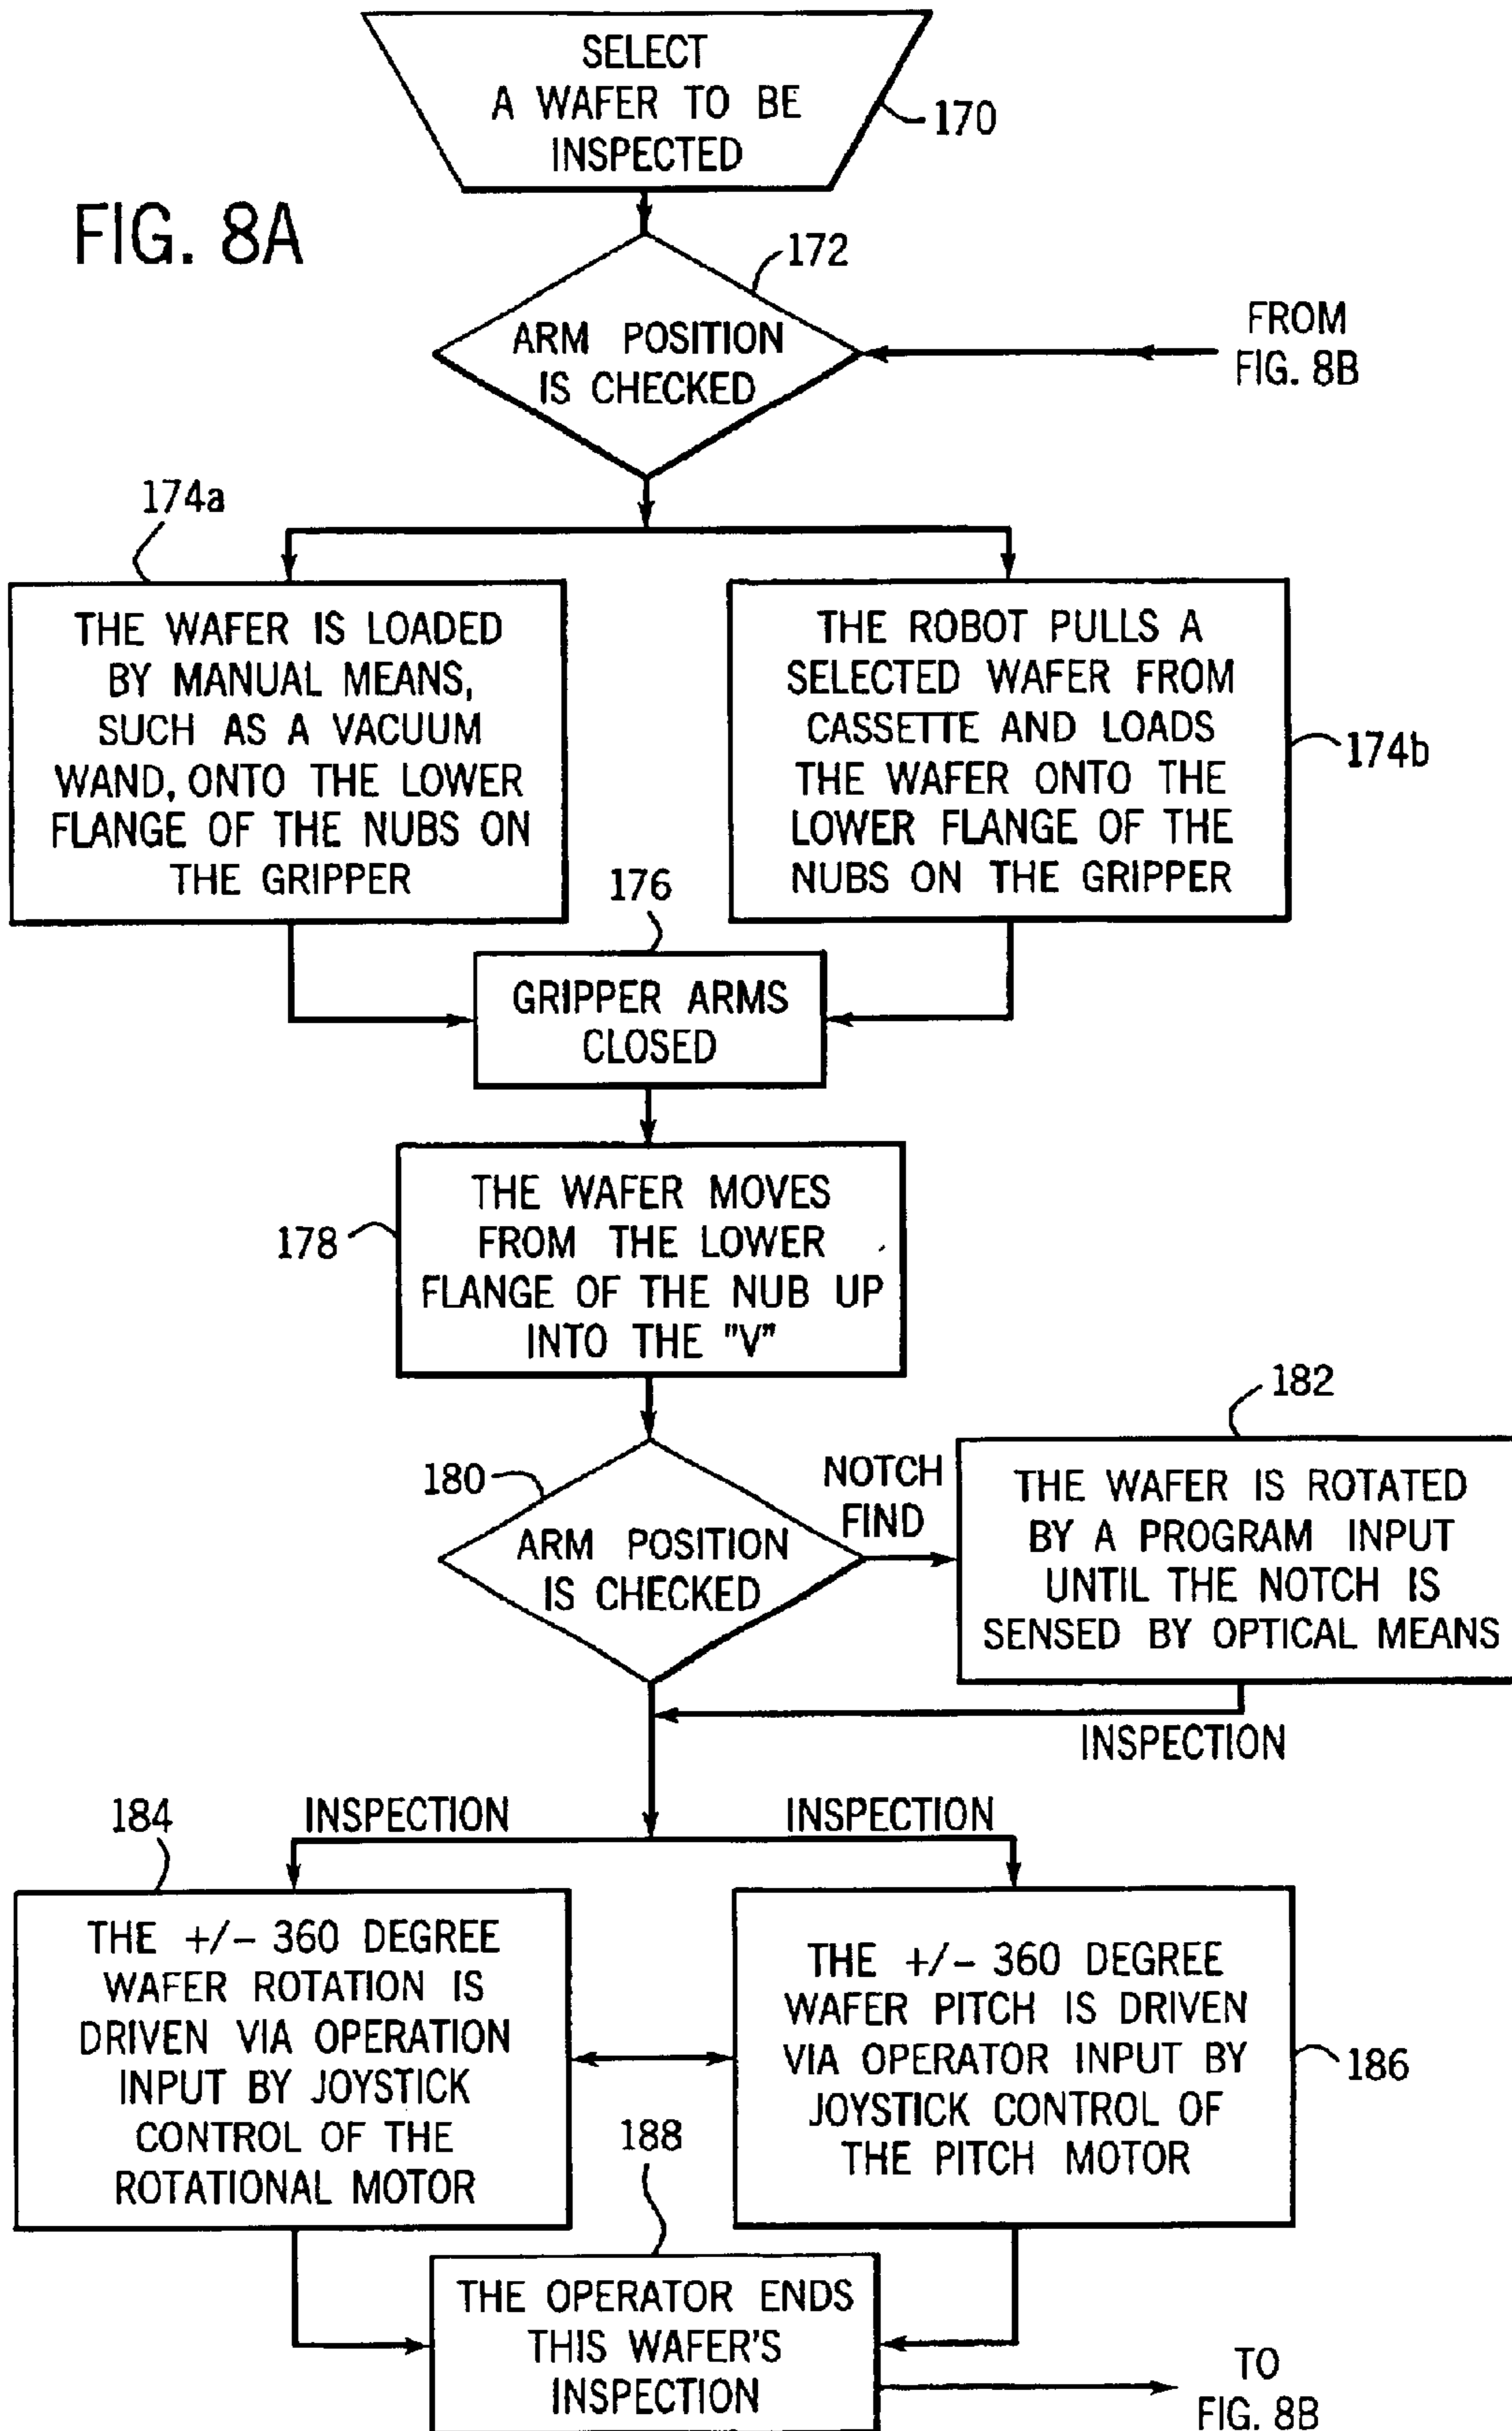 SELECT
A WAFER TO BE
INSPECTED
170
FIG. 8A
172
ARM POSITION
IS CHECKED
FROM
FIG. 8B
174a
THE WAFER IS LOADED
BY MANUAL MEANS,
SUCH AS A VACUUM
WAND, ONTO THE LOWER
FLANGE OF THE NUBS ON
THE GRIPPER
THE ROBOT PULLS A
SELECTED WAFER FROM
CASSETTE AND LOADS
THE WAFER ONTO THE
LOWER FLANGE OF THE
NUBS ON THE GRIPPER
174b
176
GRIPPER ARMS
CLOSED
178
THE WAFER MOVES
FROM THE LOWER
FLANGE OF THE NUB UP
INTO THE "V"
180
ARM POSITION
IS CHECKED
NOTCH
FIND
182
THE WAFER IS ROTATED
BY A PROGRAM INPUT
UNTIL THE NOTCH IS
SENSED BY OPTICAL MEANS
INSPECTION
184
INSPECTION
INSPECTION
THE +/- 360 DEGREE
WAFER ROTATION IS
DRIVEN VIA OPERATION
INPUT BY JOYSTICK
CONTROL OF THE
ROTATIONAL MOTOR
THE +/- 360 DEGREE
WAFER PITCH IS DRIVEN
VIA OPERATOR INPUT BY
JOYSTICK CONTROL OF
THE PITCH MOTOR
186
188
THE OPERATOR ENDS
THIS WAFER'S
INSPECTION
TO
FIG. 8B